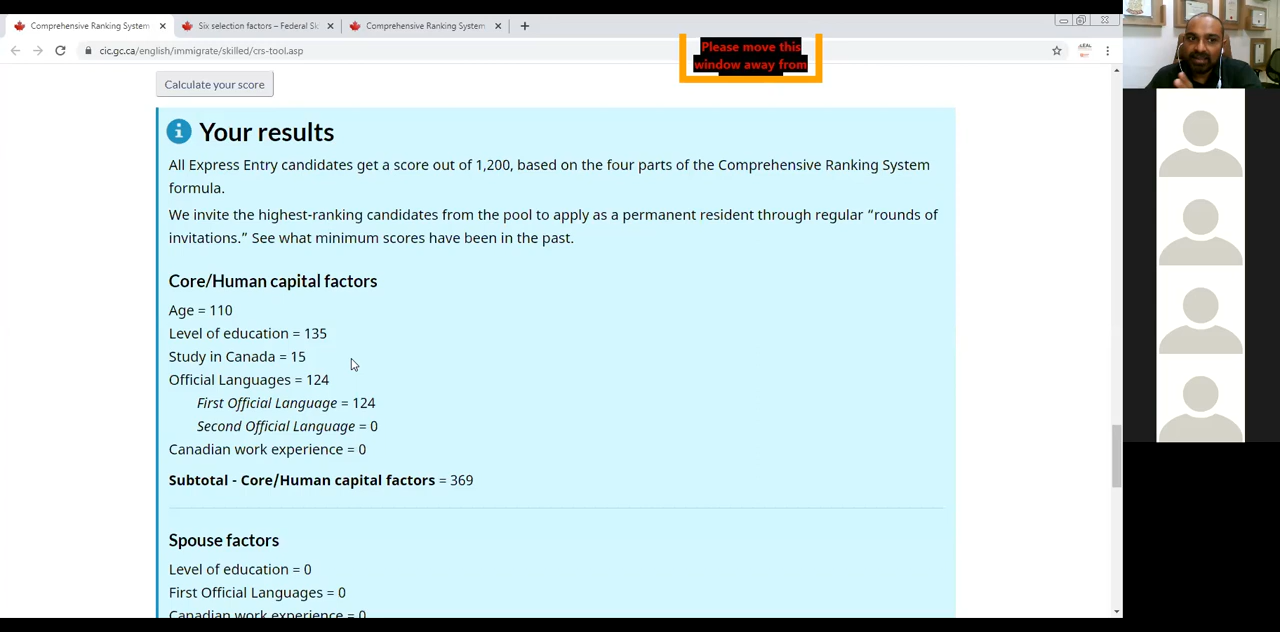 Comprehensive Ranking System
Six selection factors – Federal Sk
Comprehensive Ranking System
cic.gc.ca/english/immigrate/skilled/crs-tool.asp
Please move this
window away from
Calculate your score
Your results
All Express Entry candidates get a score out of 1,200, based on the four parts of the Comprehensive Ranking System
formula.
We invite the highest-ranking candidates from the pool to apply as a permanent resident through regular “rounds of
invitations.” See what minimum scores have been in the past.
Core/Human capital factors
Age = 110
Level of education = 135
Study in Canada = 15
Official Languages = 124
First Official Language = 124
Second Official Language = 0
Canadian work experience = 0
Subtotal - Core/Human capital factors = 369
Spouse factors
Level of education = 0
First Official Languages = 0
Canadian work experience = 0